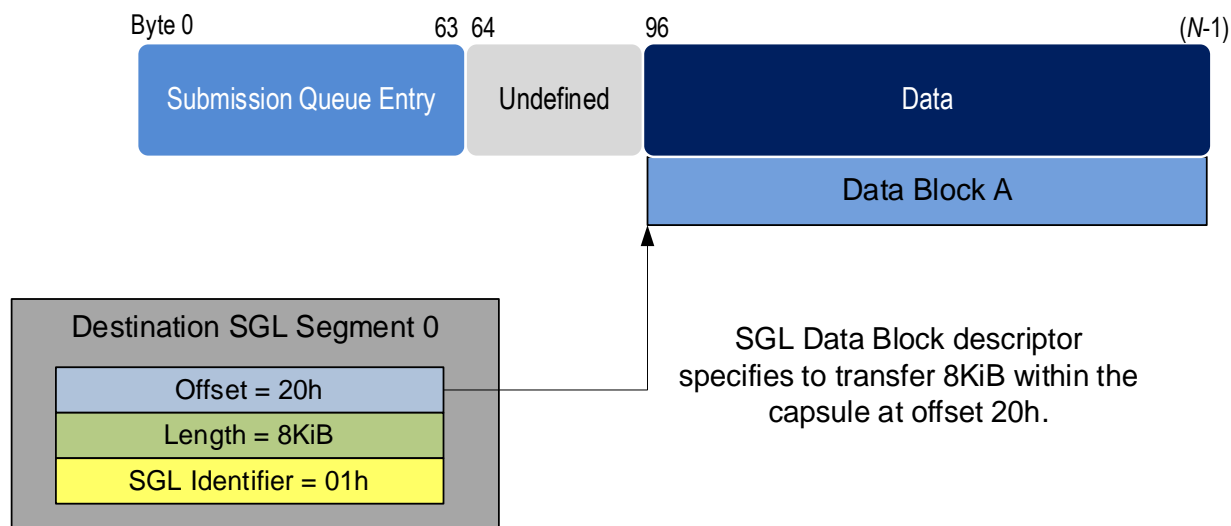 Byte 0 63 64 96 (N-1)
Submission Queue Entry Undefined Data
Data Block A
Destination SGL Segment 0
Offset = 20h
Length = 8KiB
SGL Identifier = 01h
SGL Data Block descriptor
specifies to transfer 8KiB within the
capsule at offset 20h.